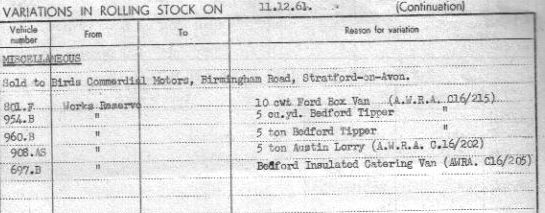 VARIATIONS IN ROLLING STOCK ON 11.12.61. (Continuation)
Vehicle number From To Reason for variation
MISCELLANEOUS
Sold to Birds Commercial Motors, Birmingham Road, Stratford-on-Avon.
801.F Works Reserve 10 cwt Ford Box Van (A.W.R.A. C16/215)
954.B " 5 cu.yd. Bedford Tipper "
960.B " 5 ton Bedford Tipper "
908.AS " 5 ton Austin Lorry (A.W.R.A. C.16/202)
697.B " Bedford Insulated Catering Van (AWRA. C16/205)